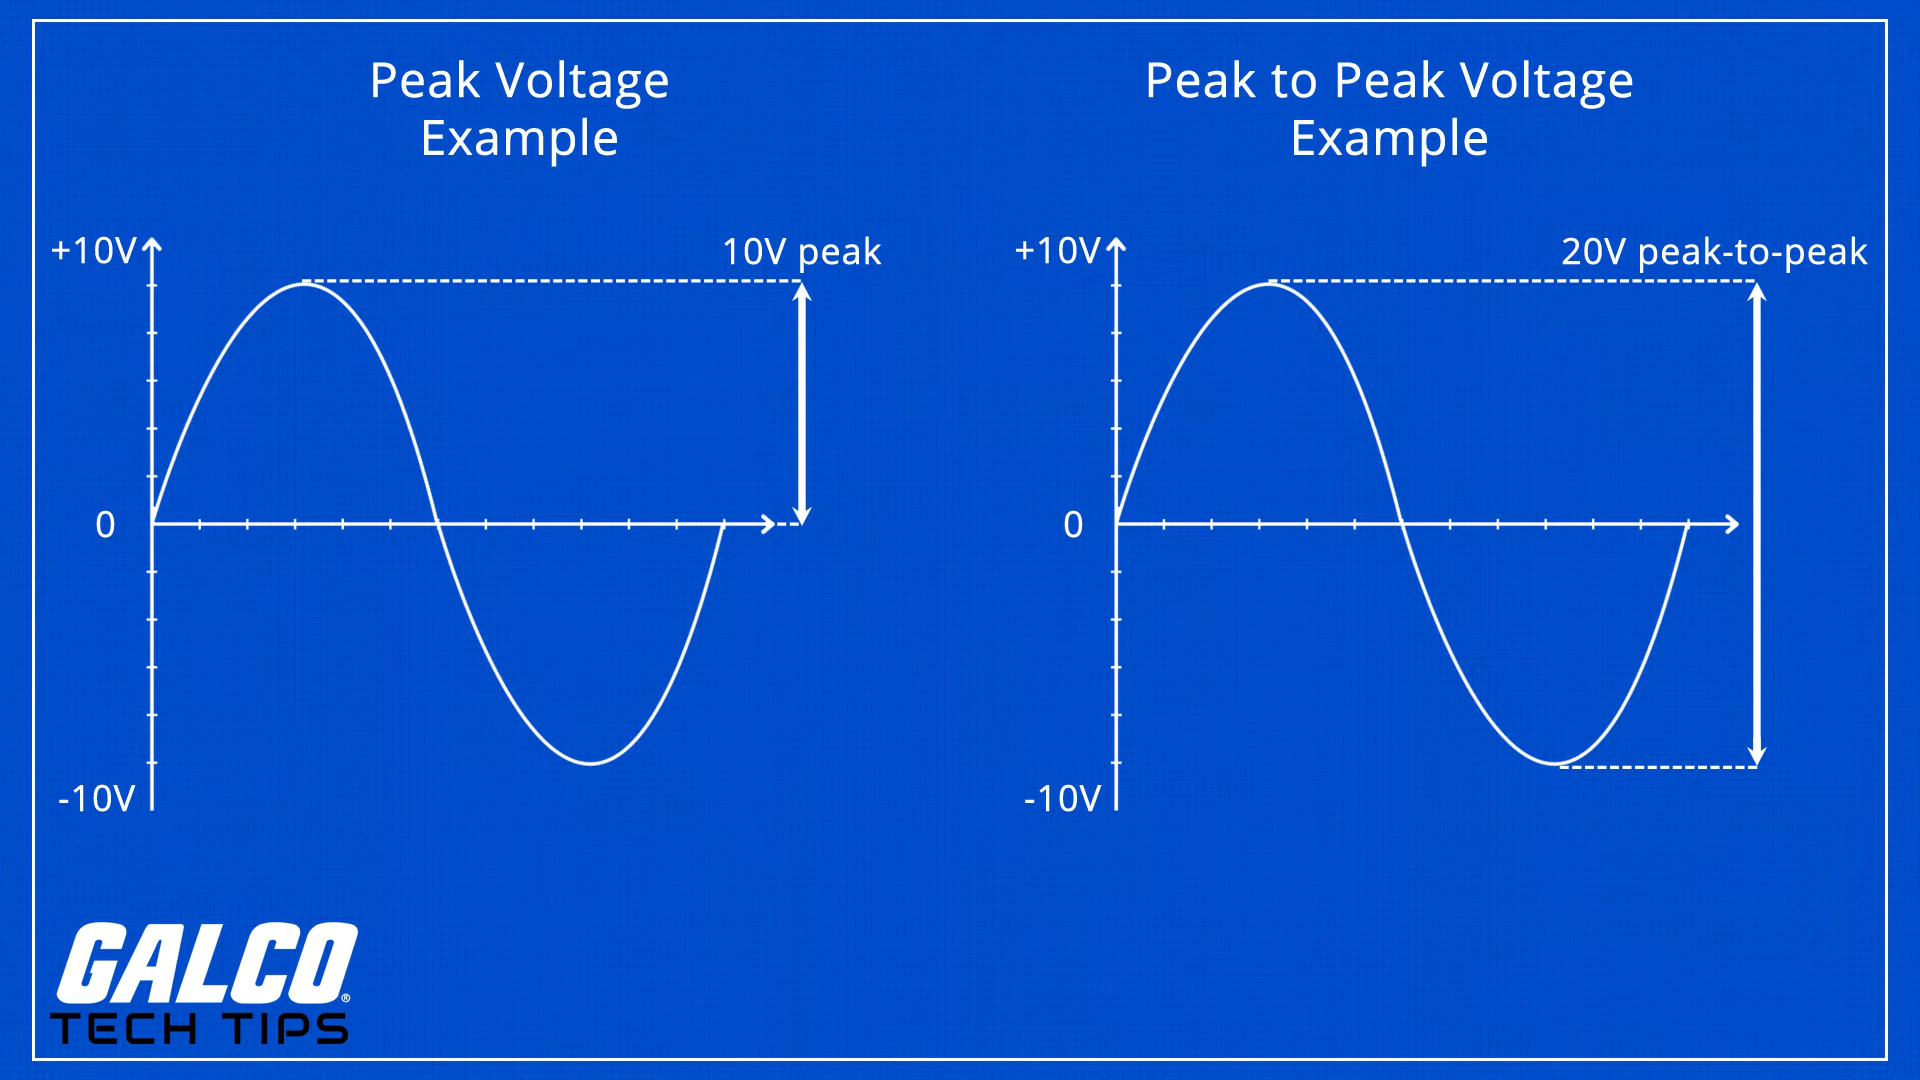 Peak Voltage
Example
+10V
10V peak
0
-10V
Peak to Peak Voltage
Example
+10V
20V peak-to-peak
0
-10V
GALCO®
TECH TIPS